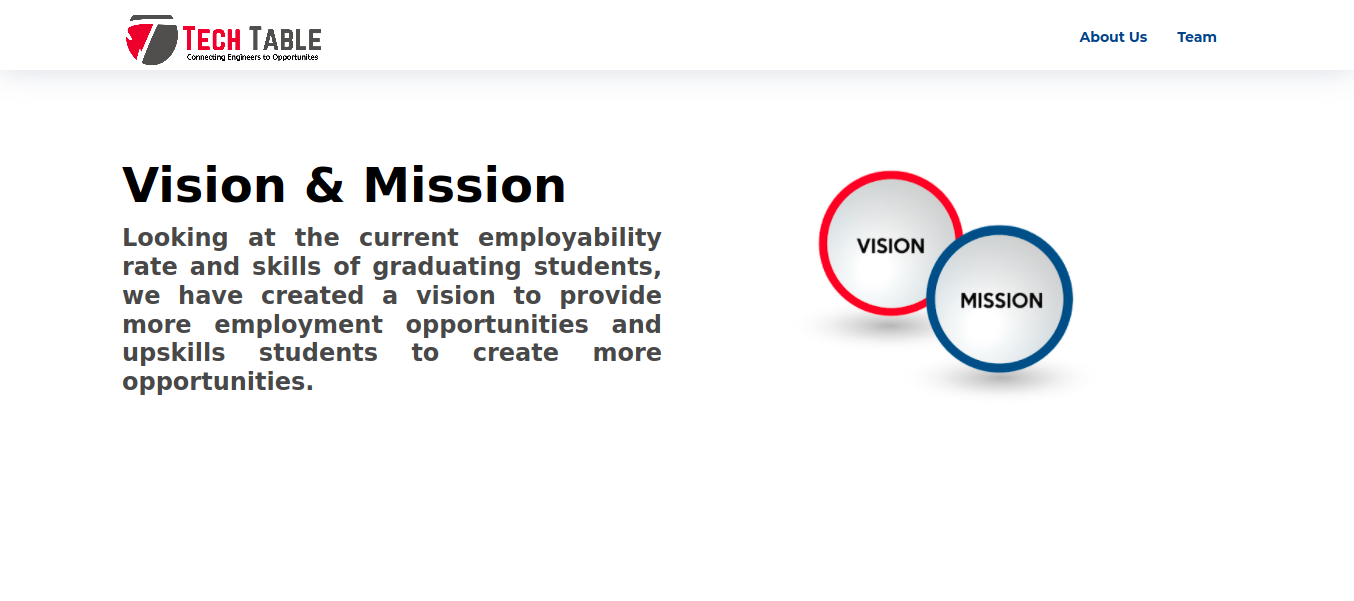 TECH TABLE
Connecting Engineers to Opportunites
About Us
Team
Vision & Mission
Looking at the current employability
rate and skills of graduating students,
we have created a vision to provide
more employment opportunities and
upskills students to create more
opportunities.
VISION
MISSION